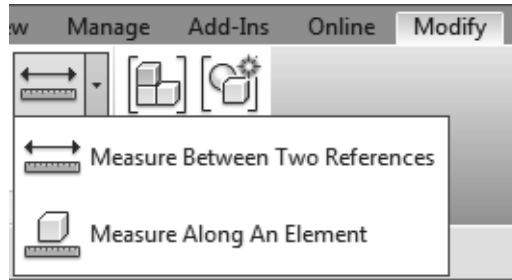 Manage Add-Ins Online Modify
Measure Between Two References
Measure Along An Element